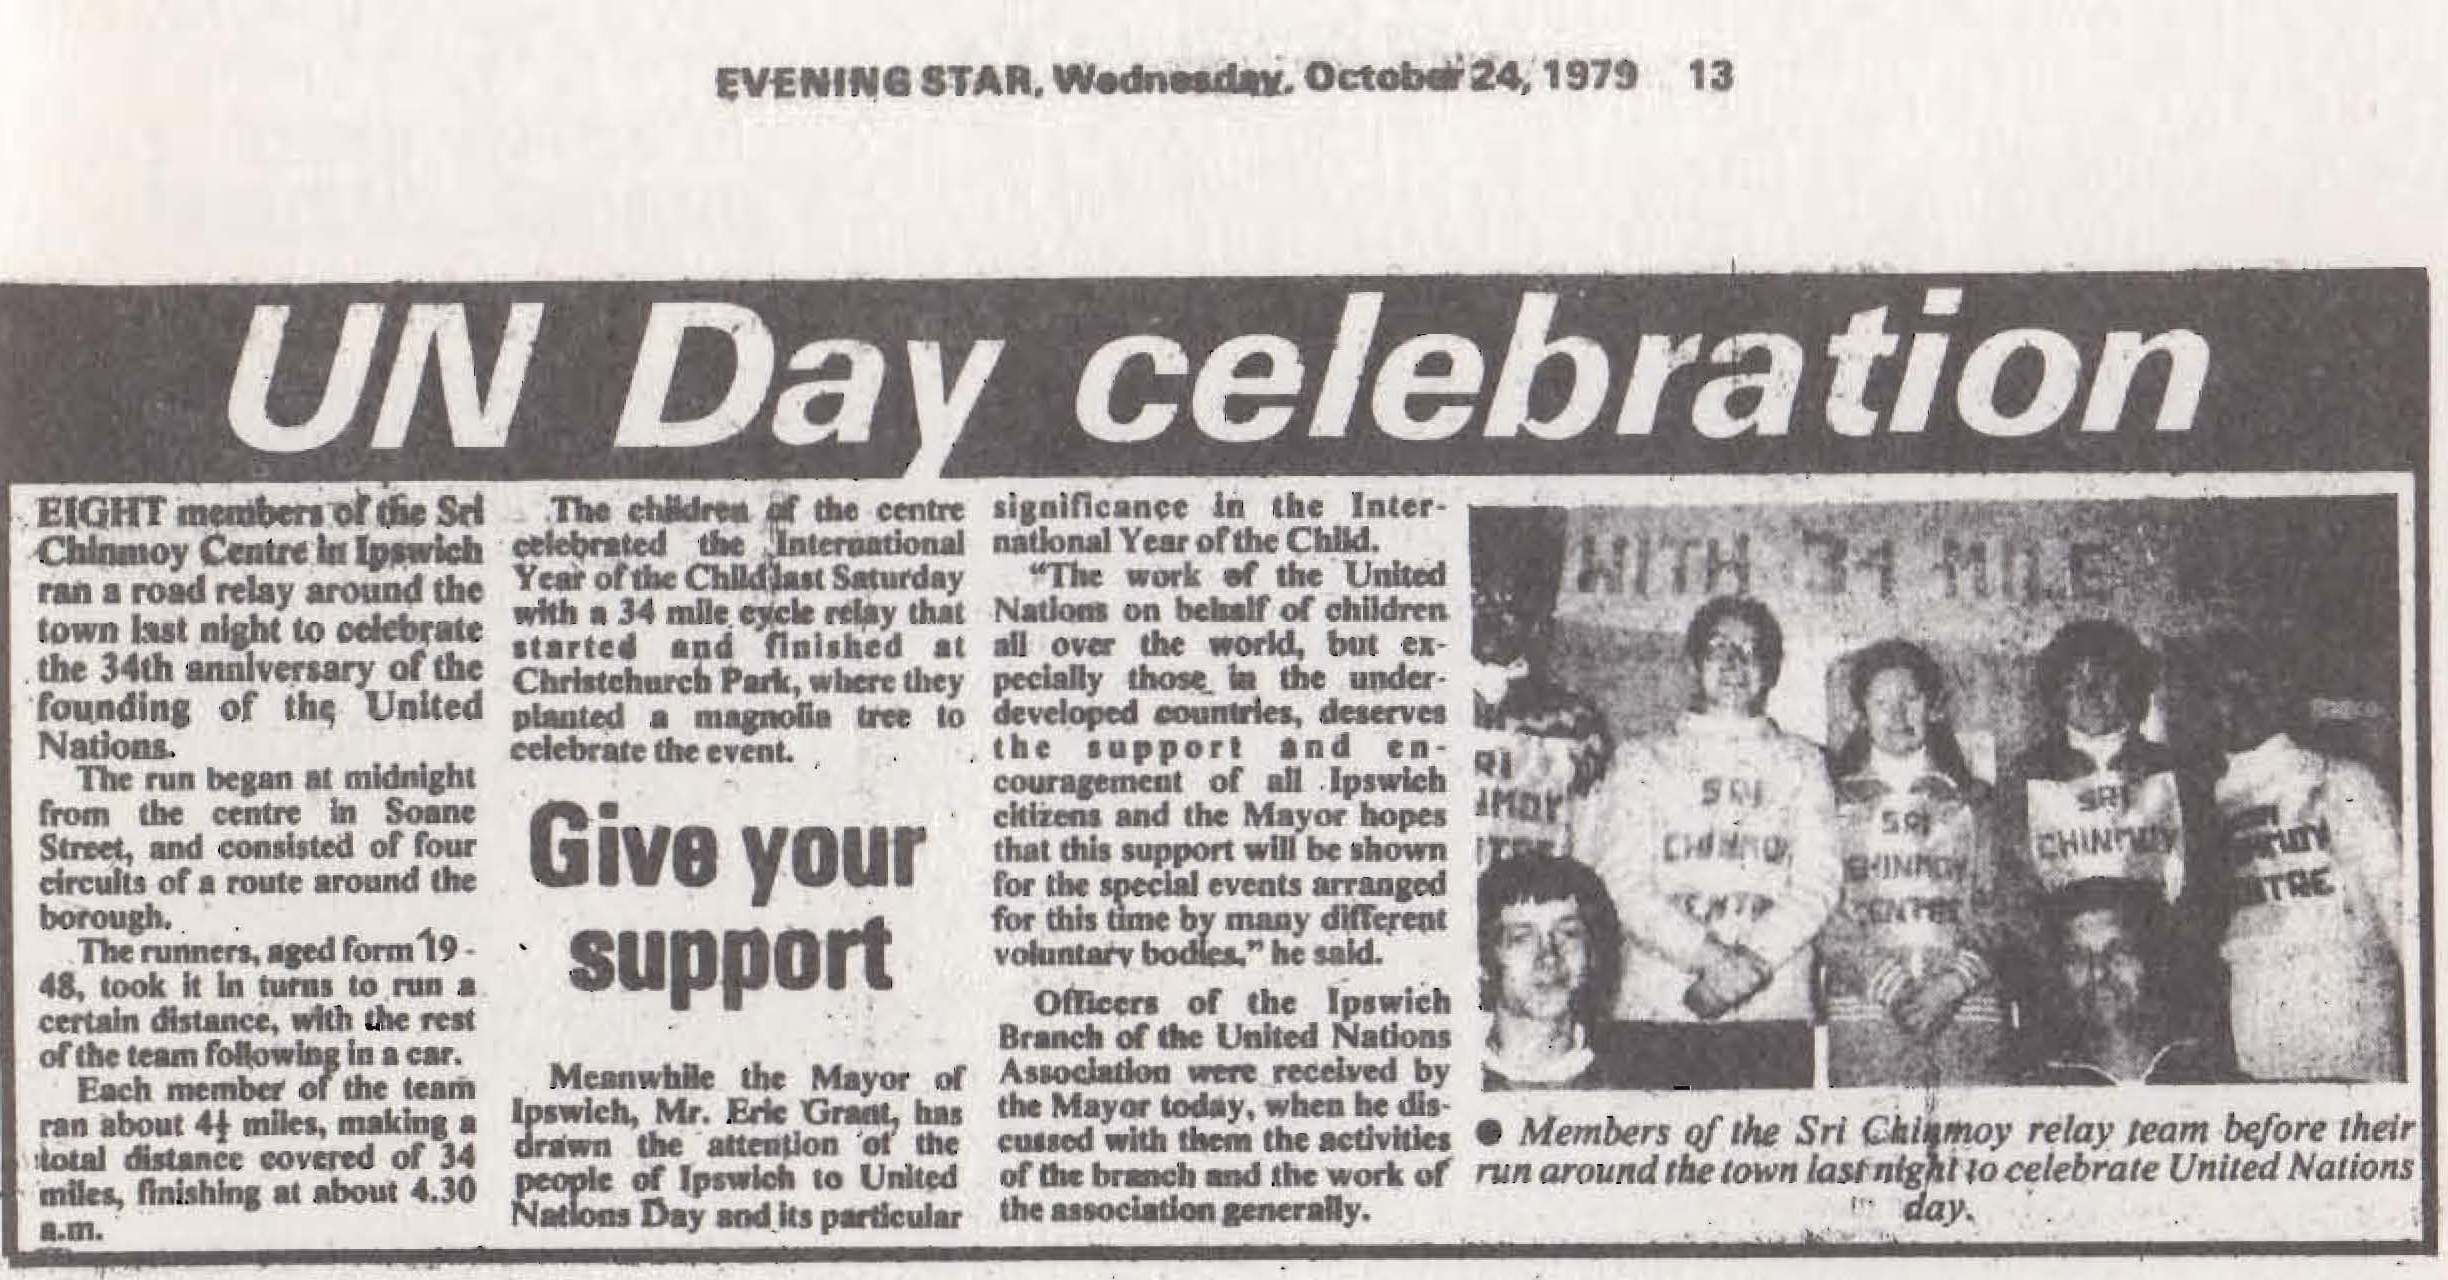 EVENING STAR, Wednesday, October 24, 1979 13
UN Day celebration
EIGHT members of the Sri
Chinmoy Centre in Ipswich
ran a road relay around the
town last night to celebrate
the 34th anniversary of the
founding of the United
Nations.
The run began at midnight
from the centre in Soane
Street, and consisted of four
circuits of a route around the
borough.
The runners, aged form 19 -
48, took it in turns to run a
certain distance, with the rest
of the team following in a car.
Each member of the team
ran about 4½ miles, making a
total distance covered of 34
miles, finishing at about 4.30
a.m.
The children of the centre
celebrated the International
Year of the Child last Saturday
with a 34 mile cycle relay that
started and finished at
Christchurch Park, where they
planted a magnolia tree to
celebrate the event.
Give your
support
Meanwhile the Mayor of
Ipswich, Mr. Eric Grant, has
drawn the attention of the
people of Ipswich to United
Nations Day and its particular
significance in the Inter-
national Year of the Child.
"The work of the United
Nations on behalf of children
all over the world, but ex-
pecially those in the under-
developed countries, deserves
the support and en-
couragement of all Ipswich
citizens and the Mayor hopes
that this support will be shown
for the special events arranged
for this time by many different
voluntary bodies," he said.
Officers of the Ipswich
Branch of the United Nations
Association were received by
the Mayor today, when he dis-
cussed with them the activities
of the branch and the work of
the association generally.
WITH 34 MILE
SRI
CHINMOY
CENTRE
SRI
CHINMOY
CENTRE
SRI
CHINMOY
● Members of the Sri Chinmoy relay team before their
run around the town last night to celebrate United Nations
day.